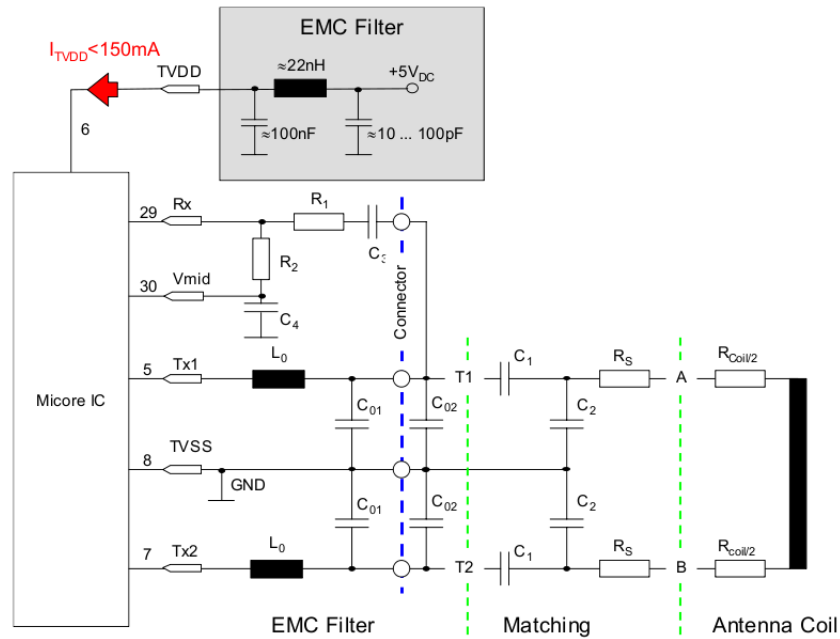 EMC Filter
I_TVDD<150mA
TVDD
≈22nH
+5V_DC
≈100nF
≈10 ... 100pF
6
29
Rx
R_1
C_3
R_2
30
Vmid
C_4
Connector
5
Tx1
L_0
T1
C_1
R_S
A
R_Coil/2
Micore IC
C_01
C_02
C_2
8
TVSS
GND
C_01
C_02
C_2
7
Tx2
L_0
T2
C_1
R_S
B
R_coil/2
EMC Filter
Matching
Antenna Coil